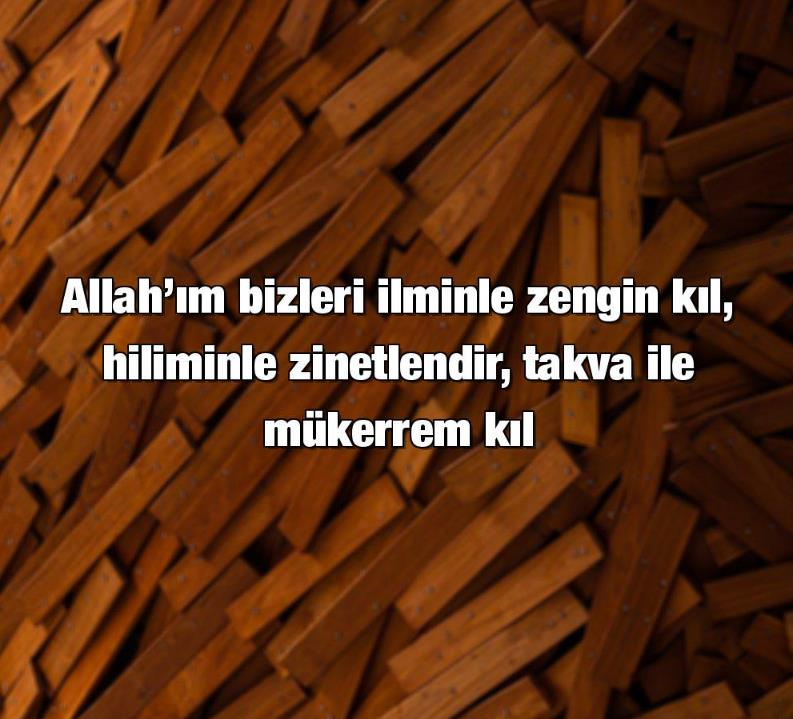 Allah’ım bizleri ilminle zengin kıl,
hiliminle zinetlendir, takva ile
mükerrem kıl